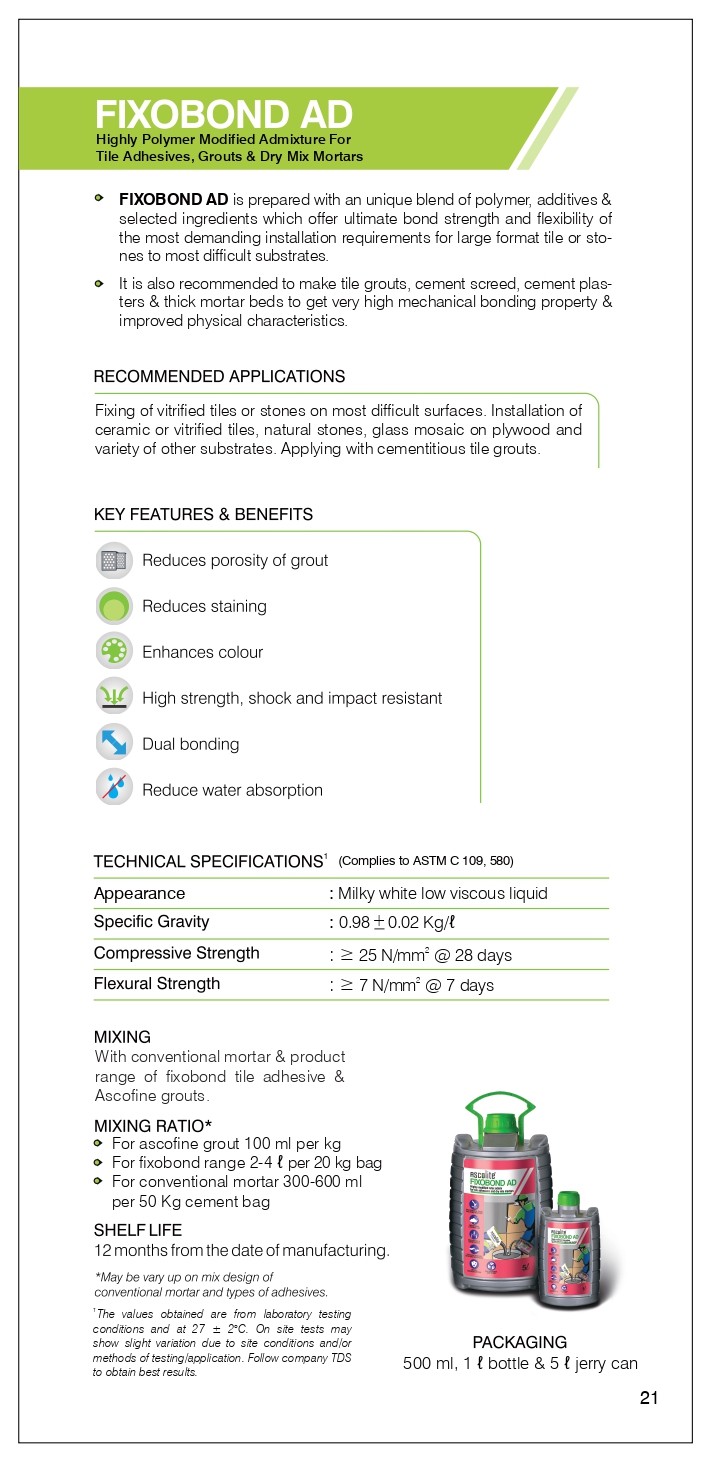 FIXOBOND AD
Highly Polymer Modified Admixture For
Tile Adhesives, Grouts & Dry Mix Mortars
FIXOBOND AD is prepared with an unique blend of polymer, additives &
selected ingredients which offer ultimate bond strength and flexibility of
the most demanding installation requirements for large format tile or sto-
nes to most difficult substrates.
It is also recommended to make tile grouts, cement screed, cement plas-
ters & thick mortar beds to get very high mechanical bonding property &
improved physical characteristics.
RECOMMENDED APPLICATIONS
Fixing of vitrified tiles or stones on most difficult surfaces. Installation of
ceramic or vitrified tiles, natural stones, glass mosaic on plywood and
variety of other substrates. Applying with cementitious tile grouts.
KEY FEATURES & BENEFITS
Reduces porosity of grout
Reduces staining
Enhances colour
High strength, shock and impact resistant
Dual bonding
Reduce water absorption
TECHNICAL SPECIFICATIONS¹ (Complies to ASTM C 109, 580)
Appearance : Milky white low viscous liquid
Specific Gravity : 0.98 ± 0.02 Kg/ℓ
Compressive Strength : ≥ 25 N/mm² @ 28 days
Flexural Strength : ≥ 7 N/mm² @ 7 days
MIXING
With conventional mortar & product
range of fixobond tile adhesive &
Ascofine grouts.
MIXING RATIO*
For ascofine grout 100 ml per kg
For fixobond range 2-4 ℓ per 20 kg bag
For conventional mortar 300-600 ml
per 50 Kg cement bag
SHELF LIFE
12 months from the date of manufacturing.
*May be vary up on mix design of
conventional mortar and types of adhesives.
¹The values obtained are from laboratory testing
conditions and at 27 ± 2°C. On site tests may
show slight variation due to site conditions and/or
methods of testing/application. Follow company TDS
to obtain best results.
ascolite
FIXOBOND AD
5ℓ
ascolite
FIXOBOND AD
PACKAGING
500 ml, 1 ℓ bottle & 5 ℓ jerry can
21